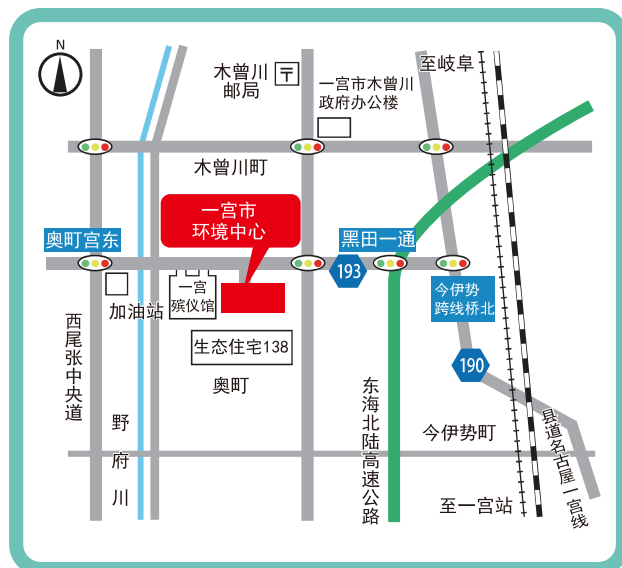 N
木曾川
邮局
一宫市木曾川
政府办公楼
至岐阜
木曾川町
一宫市
环境中心
奥町宫东
黑田一通
193
今伊势
跨线桥北
加油站
一宫
殡仪馆
生态住宅138
190
奥町
西尾张中央道
野府川
东海北陆高速公路
今伊势町
县道名古屋一宫线
至一宫站